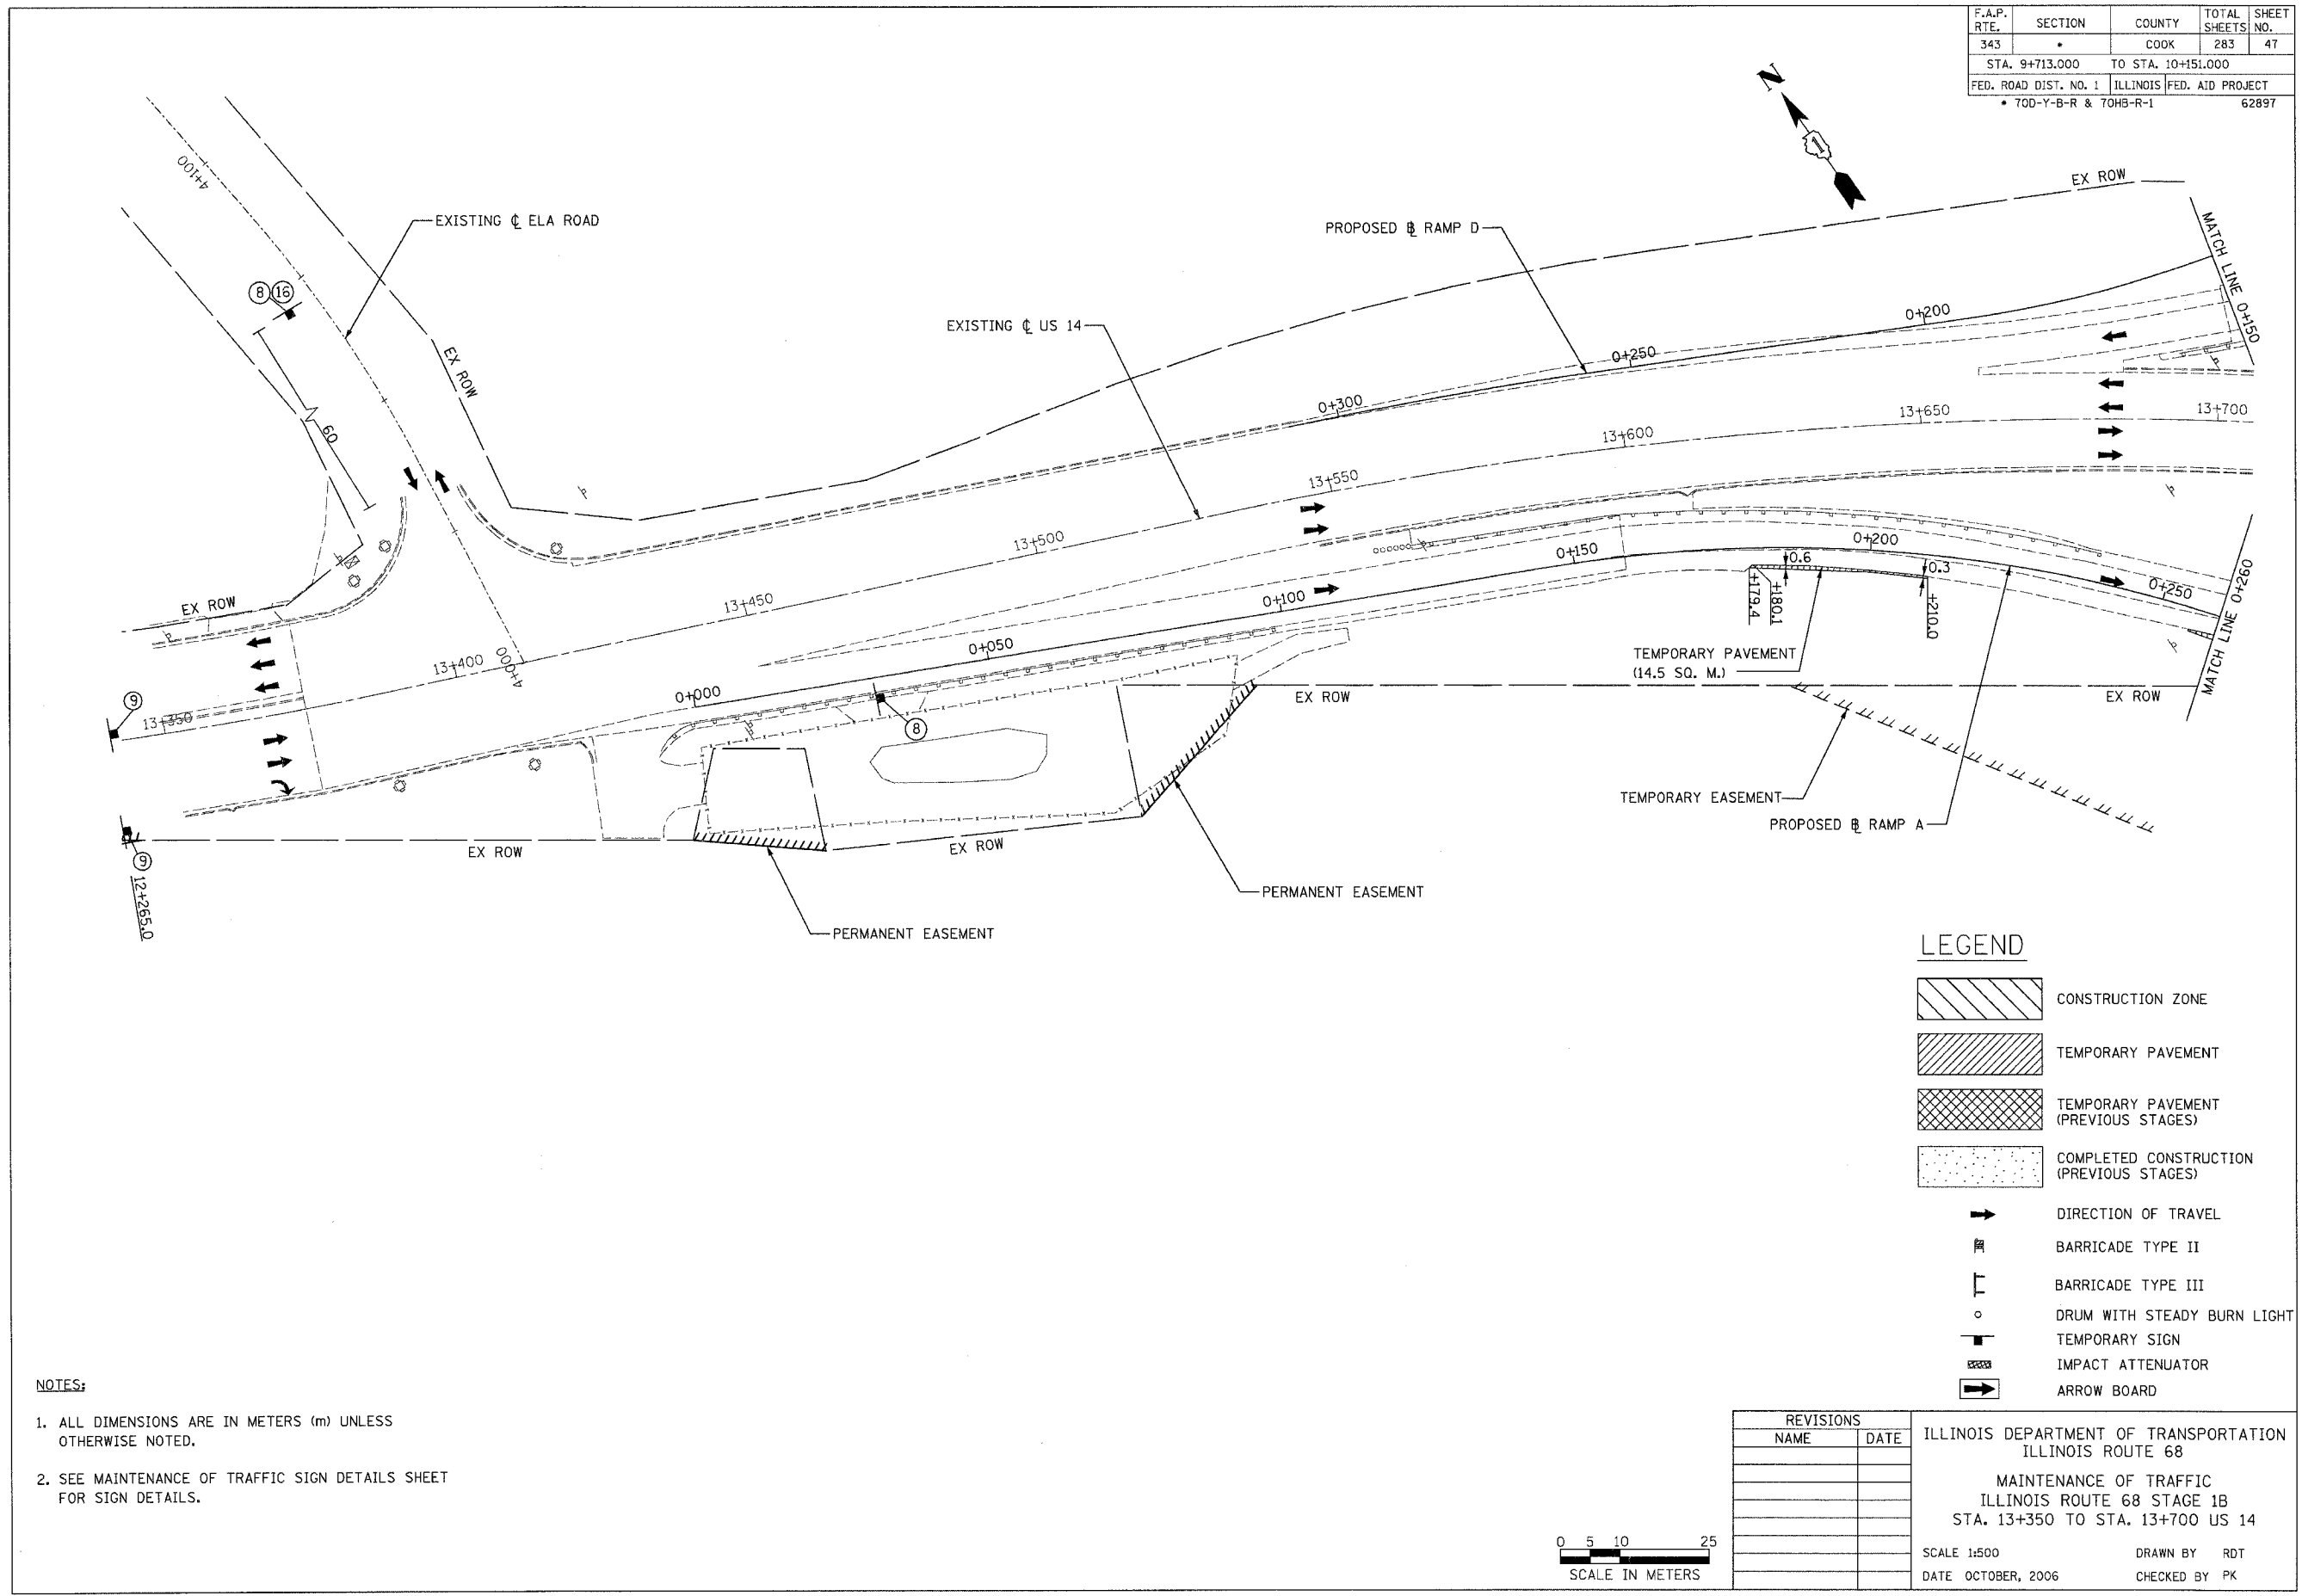 F.A.P. RTE. SECTION COUNTY TOTAL SHEETS SHEET NO.
343 * COOK 283 47
STA. 9+713.000 TO STA. 10+151.000
FED. ROAD DIST. NO. 1 ILLINOIS FED. AID PROJECT
* 70D-Y-B-R & 70HB-R-1 62897
N
1
EX ROW
MATCH LINE 0+150
4+100
EXISTING ℄ ELA ROAD
PROPOSED ⅊ RAMP D
8 16
EXISTING ℄ US 14
0+200
0+250
0+300
EX ROW
60
13+700
13+650
13+600
13+550
13+500
13+450
13+400
13+350
4+000
0+000
0+050
0+100
0+150
0+200
0+250
0.6
0.3
+179.4
+180.1
+210.0
MATCH LINE 0+260
EX ROW
TEMPORARY PAVEMENT
(14.5 SQ. M.)
EX ROW
EX ROW
9
8
TEMPORARY EASEMENT
PROPOSED ⅊ RAMP A
9
12+265.0
EX ROW
EX ROW
PERMANENT EASEMENT
PERMANENT EASEMENT
LEGEND
CONSTRUCTION ZONE
TEMPORARY PAVEMENT
TEMPORARY PAVEMENT
(PREVIOUS STAGES)
COMPLETED CONSTRUCTION
(PREVIOUS STAGES)
DIRECTION OF TRAVEL
BARRICADE TYPE II
BARRICADE TYPE III
DRUM WITH STEADY BURN LIGHT
TEMPORARY SIGN
IMPACT ATTENUATOR
ARROW BOARD
NOTES:
1. ALL DIMENSIONS ARE IN METERS (m) UNLESS
OTHERWISE NOTED.
2. SEE MAINTENANCE OF TRAFFIC SIGN DETAILS SHEET
FOR SIGN DETAILS.
0 5 10 25
SCALE IN METERS
REVISIONS
NAME DATE
ILLINOIS DEPARTMENT OF TRANSPORTATION
ILLINOIS ROUTE 68
MAINTENANCE OF TRAFFIC
ILLINOIS ROUTE 68 STAGE 1B
STA. 13+350 TO STA. 13+700 US 14
SCALE 1:500 DRAWN BY RDT
DATE OCTOBER, 2006 CHECKED BY PK